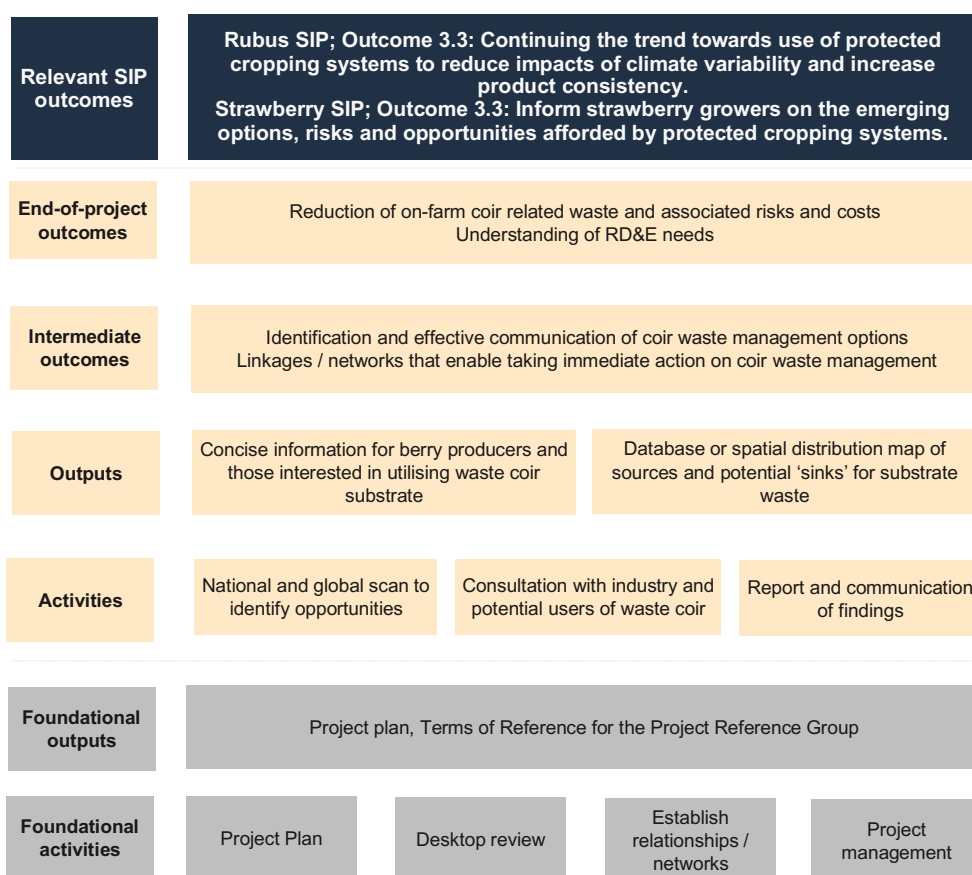 Relevant SIP
outcomes
Rubus SIP; Outcome 3.3: Continuing the trend towards use of protected
cropping systems to reduce impacts of climate variability and increase
product consistency.
Strawberry SIP; Outcome 3.3: Inform strawberry growers on the emerging
options, risks and opportunities afforded by protected cropping systems.
End-of-project
outcomes
Reduction of on-farm coir related waste and associated risks and costs
Understanding of RD&E needs
Intermediate
outcomes
Identification and effective communication of coir waste management options
Linkages / networks that enable taking immediate action on coir waste management
Outputs
Concise information for berry producers and
those interested in utilising waste coir
substrate
Database or spatial distribution map of
sources and potential ‘sinks’ for substrate
waste
Activities
National and global scan to
identify opportunities
Consultation with industry and
potential users of waste coir
Report and communication
of findings
Foundational
outputs
Project plan, Terms of Reference for the Project Reference Group
Foundational
activities
Project Plan
Desktop review
Establish
relationships /
networks
Project
management